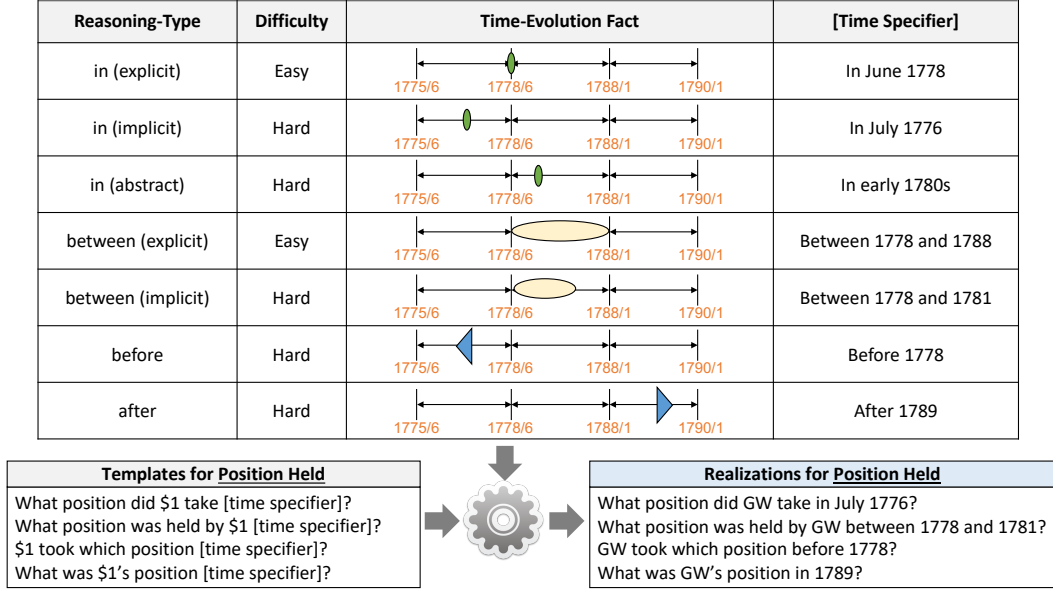 Reasoning-Type Difficulty Time-Evolution Fact [Time Specifier]
in (explicit) Easy 1775/6 1778/6 1788/1 1790/1 In June 1778
in (implicit) Hard 1775/6 1778/6 1788/1 1790/1 In July 1776
in (abstract) Hard 1775/6 1778/6 1788/1 1790/1 In early 1780s
between (explicit) Easy 1775/6 1778/6 1788/1 1790/1 Between 1778 and 1788
between (implicit) Hard 1775/6 1778/6 1788/1 1790/1 Between 1778 and 1781
before Hard 1775/6 1778/6 1788/1 1790/1 Before 1778
after Hard 1775/6 1778/6 1788/1 1790/1 After 1789
Templates for Position Held
What position did $1 take [time specifier]?
What position was held by $1 [time specifier]?
$1 took which position [time specifier]?
What was $1's position [time specifier]?
Realizations for Position Held
What position did GW take in July 1776?
What position was held by GW between 1778 and 1781?
GW took which position before 1778?
What was GW's position in 1789?